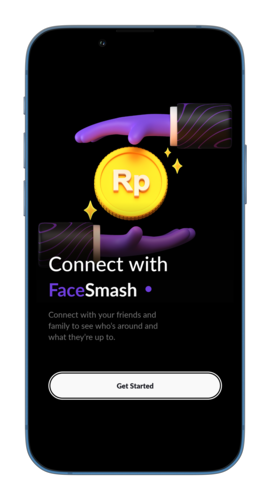 Rp
Connect with
FaceSmash
Connect with your friends and
family to see who's around and
what they're up to.
Get Started